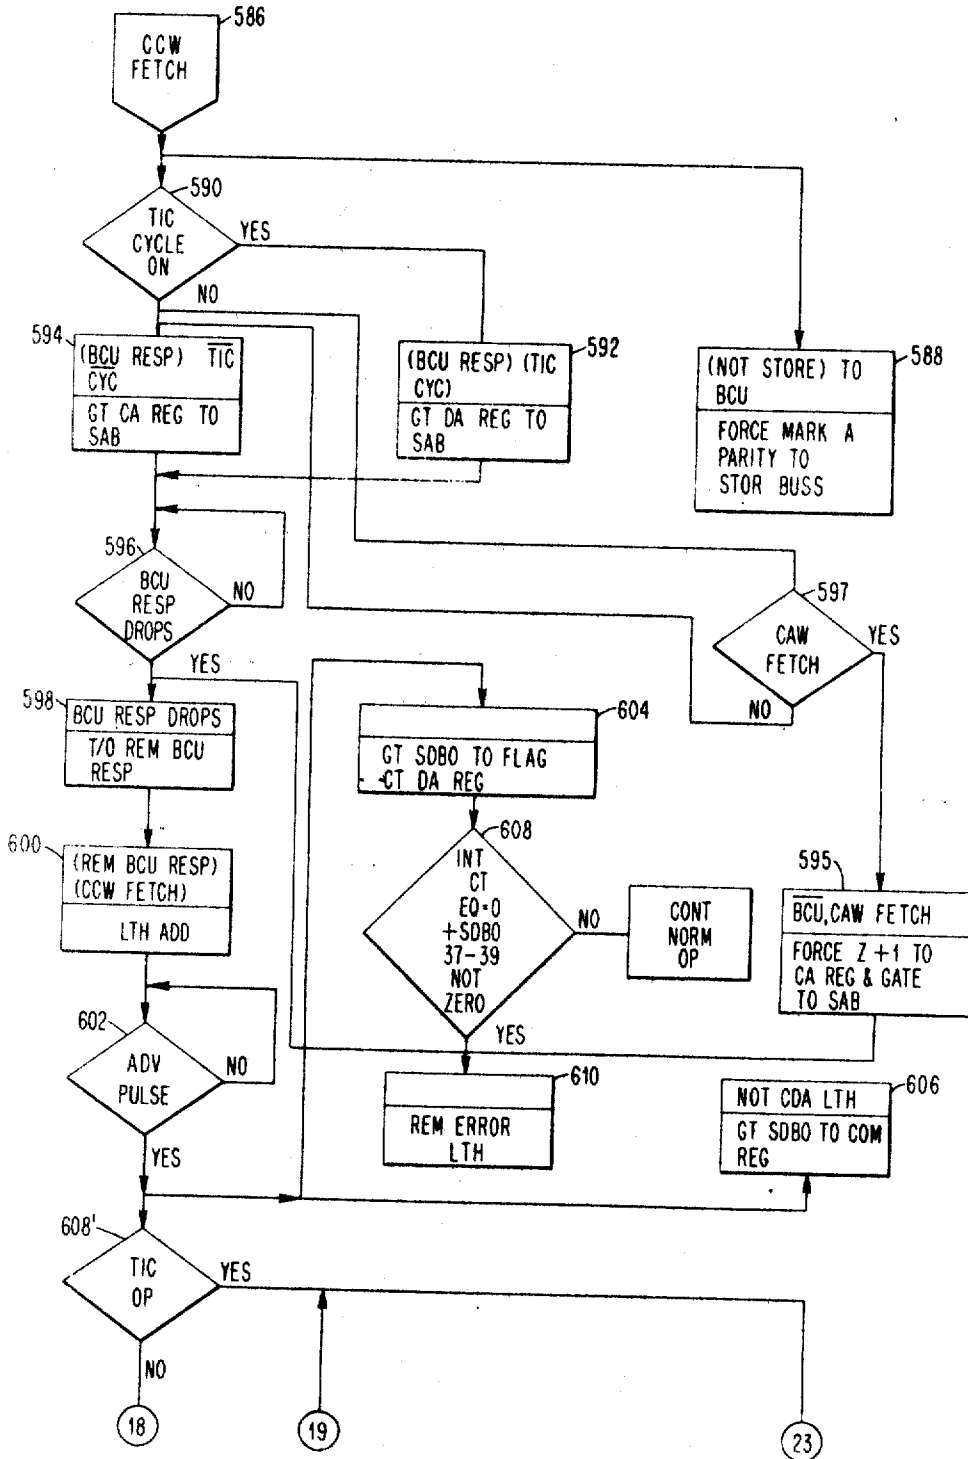 586
CCW
FETCH
590
TIC
CYCLE
ON
YES
NO
594
(BCU RESP) TIC
CYC
GT CA REG TO
SAB
592
(BCU RESP) (TIC
CYC)
GT DA REG TO
SAB
588
(NOT STORE) TO
BCU
FORCE MARK A
PARITY TO
STOR BUSS
596
BCU
RESP
DROPS
NO
YES
597
CAW
FETCH
YES
NO
598
BCU RESP DROPS
T/O REM BCU
RESP
604
GT SDBO TO FLAG
CT DA REG
600
(REM BCU RESP)
(CCW FETCH)
LTH ADD
608
INT
CT
EQ=0
+SDBO
37-39
NOT
ZERO
NO
YES
CONT
NORM
OP
595
BCU, CAW FETCH
FORCE Z+1 TO
CA REG & GATE
TO SAB
602
ADV
PULSE
NO
YES
610
REM ERROR
LTH
606
NOT CDA LTH
GT SDBO TO COM
REG
608'
TIC
OP
YES
NO
18
19
23